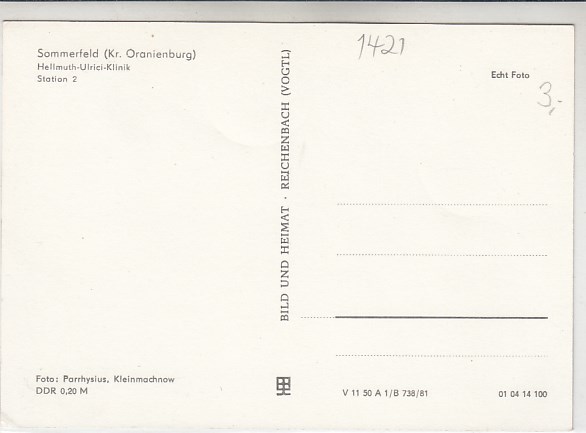 Sommerfeld (Kr. Oranienburg)
Hellmuth-Ulrici-Klinik
Station 2
BILD UND HEIMAT · REICHENBACH (VOGTL)
1421
Echt Foto
3,-
Foto: Parrhysius, Kleinmachnow
DDR 0,20 M
V 11 50 A 1/B 738/81
01 04 14 100